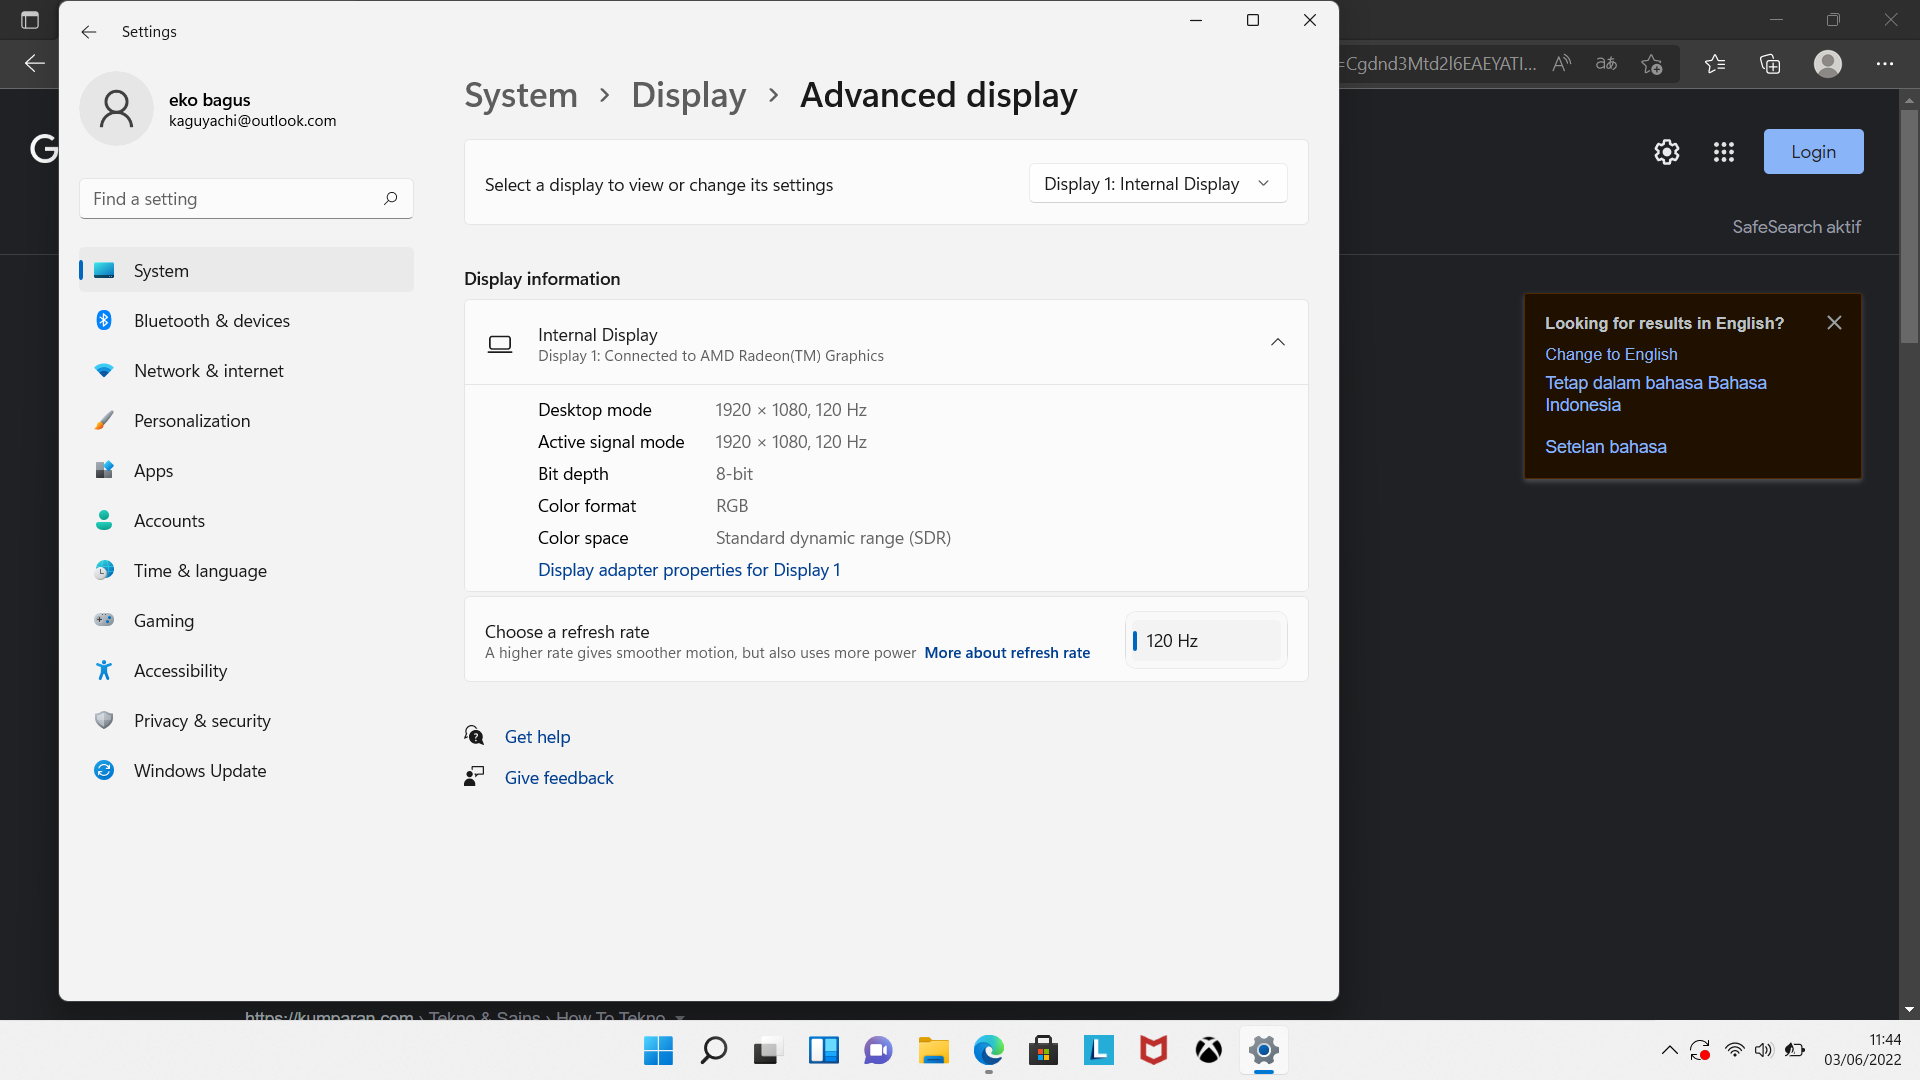 Settings
eko bagus
kaguyachi@outlook.com
Find a setting
System
Bluetooth & devices
Network & internet
Personalization
Apps
Accounts
Time & language
Gaming
Accessibility
Privacy & security
Windows Update
System > Display > Advanced display
Select a display to view or change its settings
Display 1: Internal Display
Display information
Internal Display
Display 1: Connected to AMD Radeon(TM) Graphics
Desktop mode 1920 × 1080, 120 Hz
Active signal mode 1920 × 1080, 120 Hz
Bit depth 8-bit
Color format RGB
Color space Standard dynamic range (SDR)
Display adapter properties for Display 1
Choose a refresh rate
A higher rate gives smoother motion, but also uses more power More about refresh rate
120 Hz
Get help
Give feedback
=Cgdnd3Mtd2l6EAEYATI...
G
Login
SafeSearch aktif
Looking for results in English?
Change to English
Tetap dalam bahasa Bahasa
Indonesia
Setelan bahasa
https://kumparan.com › Tekno & Sains › How To Tekno
11:44
03/06/2022